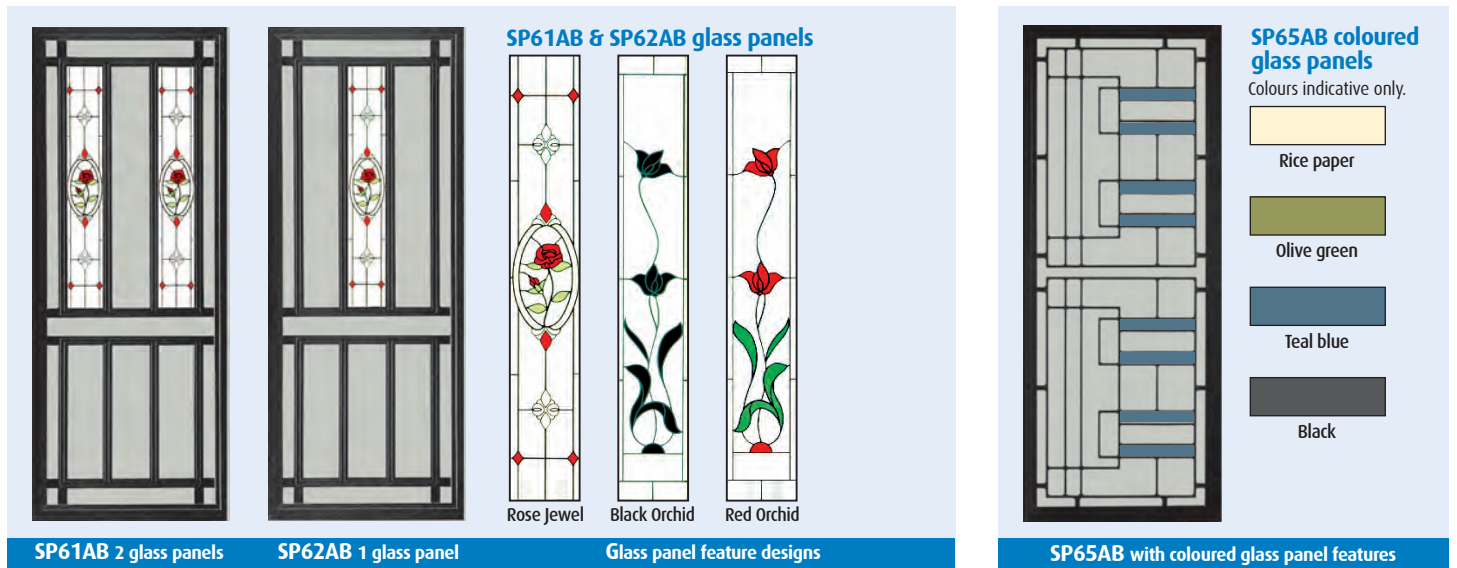 SP61AB & SP62AB glass panels
Rose Jewel
Black Orchid
Red Orchid
SP61AB 2 glass panels
SP62AB 1 glass panel
Glass panel feature designs
SP65AB coloured
glass panels
Colours indicative only.
Rice paper
Olive green
Teal blue
Black
SP65AB with coloured glass panel features